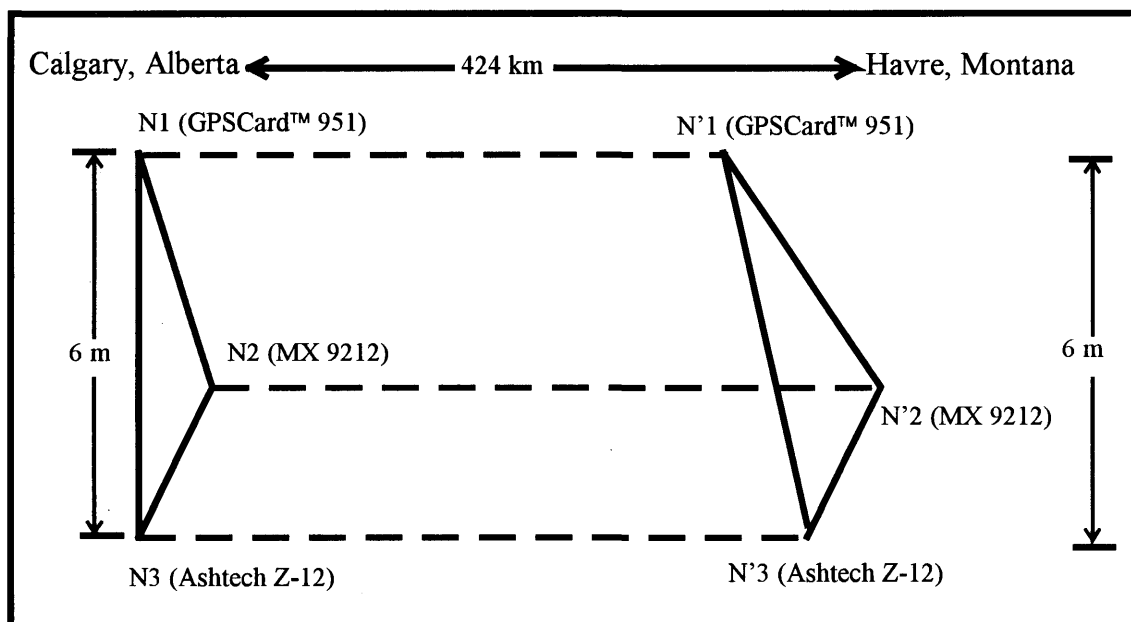 Calgary, Alberta 424 km Havre, Montana
N1 (GPSCard™ 951) N'1 (GPSCard™ 951)
6 m N2 (MX 9212) 6 m
N'2 (MX 9212)
N3 (Ashtech Z-12) N'3 (Ashtech Z-12)